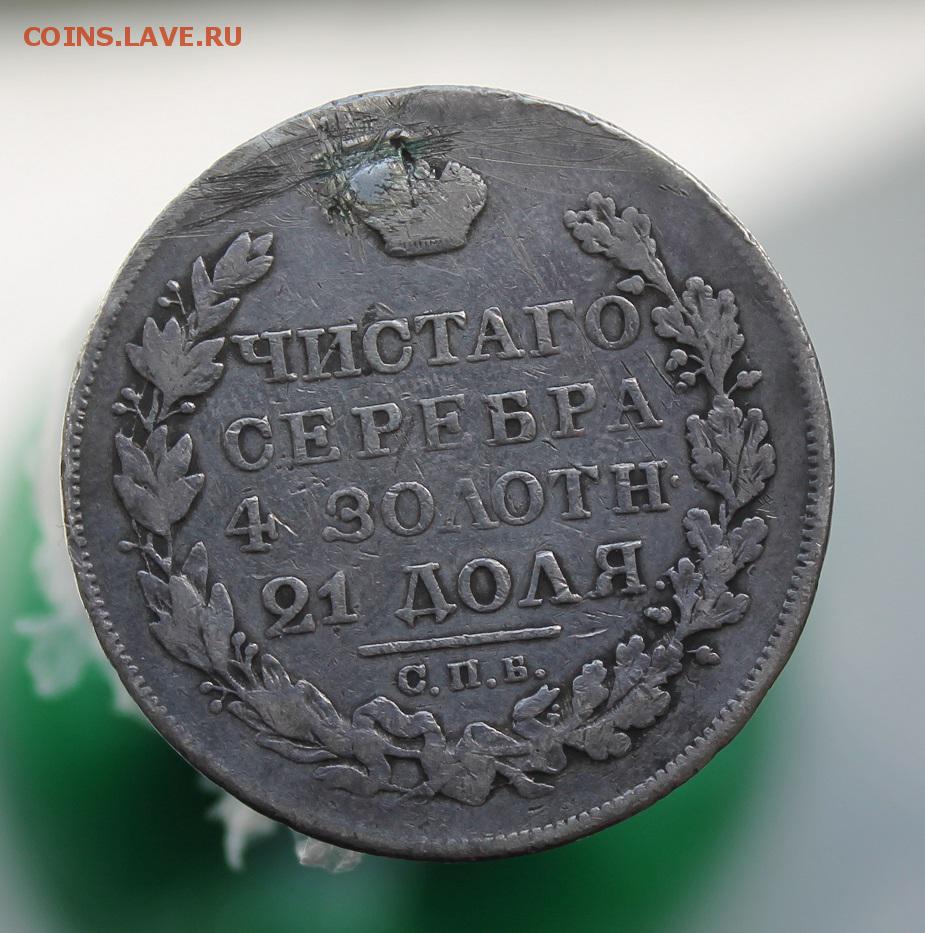 COINS.LAVE.RU
ЧИСТАГО
СЕРЕБРА
4 ЗОЛОТН.
21 ДОЛЯ.
С.П.Б.